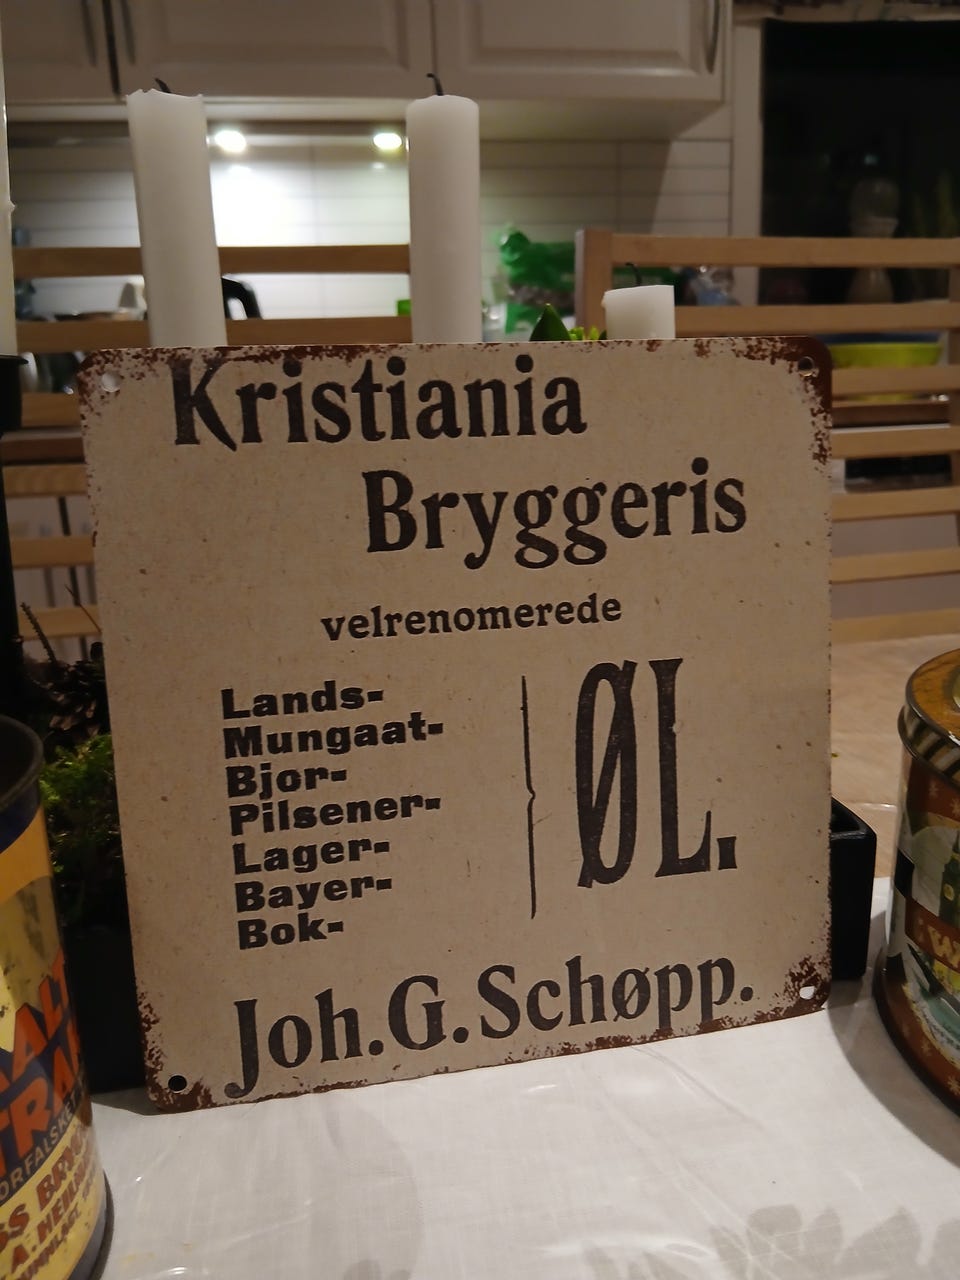 Kristiania
Bryggeris
velrenomerede
Lands-
Mungaat-
Bjor-
Pilsener-
Lager-
Bayer-
Bok-
ØL.
Joh. G. Schøpp.